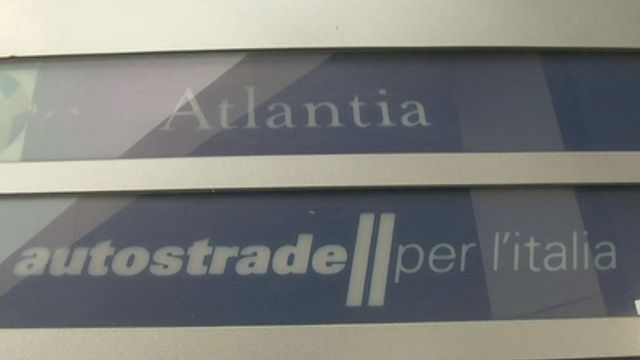 Atlantia
autostrade per l'italia